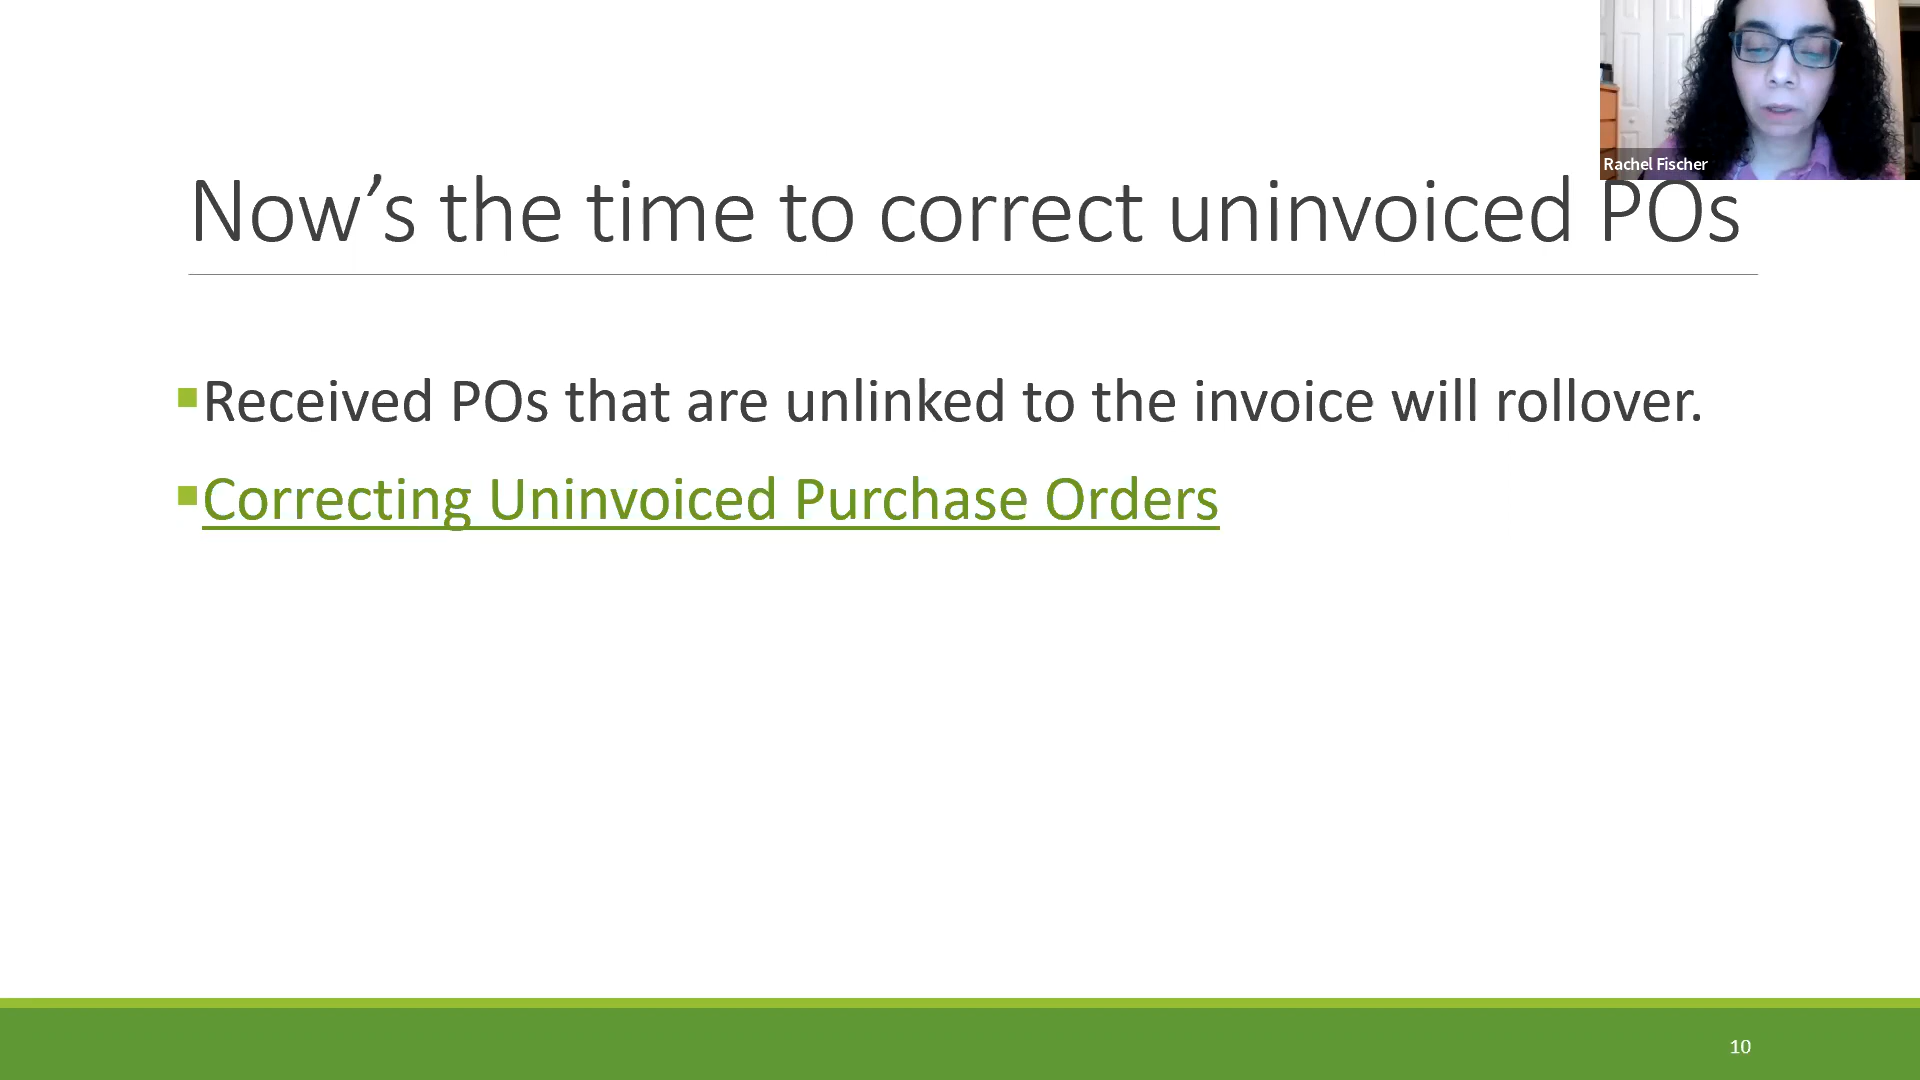 Rachel Fischer
Now’s the time to correct uninvoiced POs
Received POs that are unlinked to the invoice will rollover.
Correcting Uninvoiced Purchase Orders
10